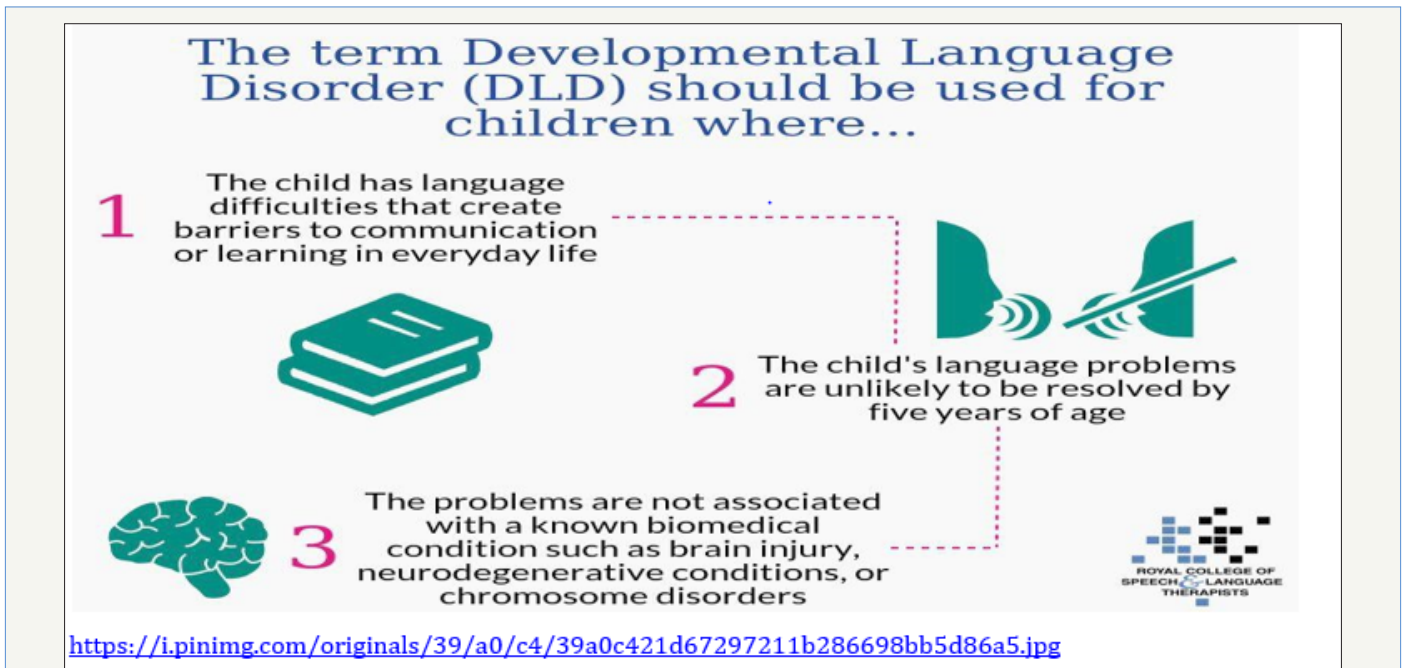 The term Developmental Language
Disorder (DLD) should be used for
children where...
1
The child has language
difficulties that create
barriers to communication
or learning in everyday life
2
The child's language problems
are unlikely to be resolved by
five years of age
3
The problems are not associated
with a known biomedical
condition such as brain injury,
neurodegenerative conditions, or
chromosome disorders
ROYAL COLLEGE OF
SPEECH & LANGUAGE
THERAPISTS
https://i.pinimg.com/originals/39/a0/c4/39a0c421d67297211b286698bb5d86a5.jpg